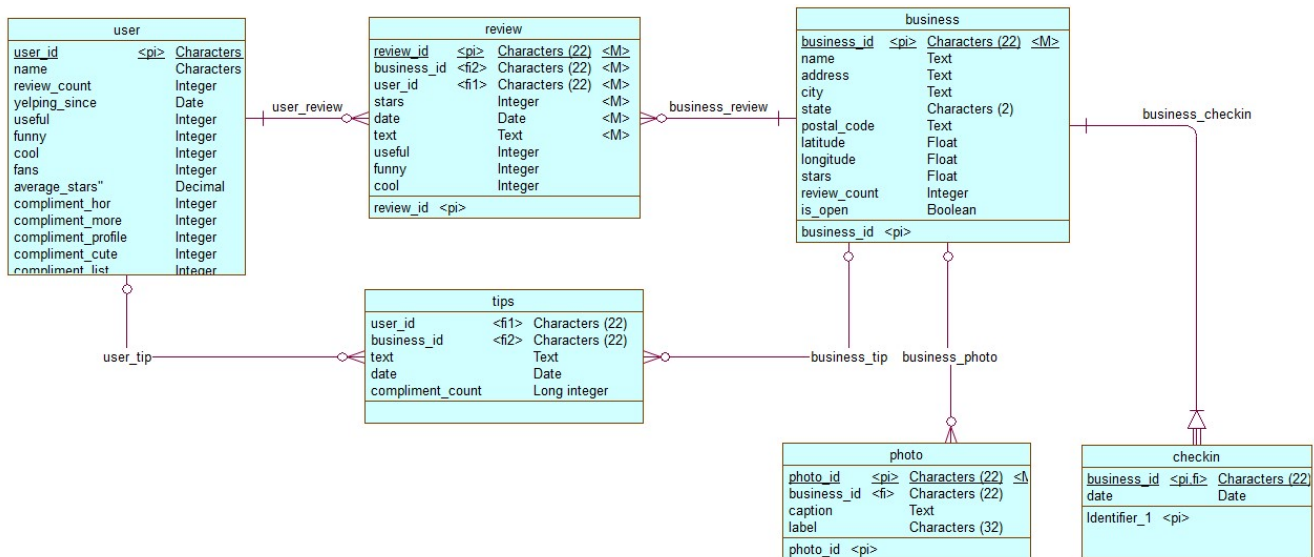 user
user_id <pi> Characters
name Characters
review_count Integer
yelping_since Date
useful Integer
funny Integer
cool Integer
fans Integer
average_stars" Decimal
compliment_hor Integer
compliment_more Integer
compliment_profile Integer
compliment_cute Integer
compliment_list Integer
user_review
review
review_id <pi> Characters (22) <M>
business_id <fi2> Characters (22) <M>
user_id <fi1> Characters (22) <M>
stars Integer <M>
date Date <M>
text Text <M>
useful Integer
funny Integer
cool Integer
review_id <pi>
business_review
business
business_id <pi> Characters (22) <M>
name Text
address Text
city Text
state Characters (2)
postal_code Text
latitude Float
longitude Float
stars Float
review_count Integer
is_open Boolean
business_id <pi>
business_checkin
user_tip
tips
user_id <fi1> Characters (22)
business_id <fi2> Characters (22)
text Text
date Date
compliment_count Long integer
business_tip
business_photo
photo
photo_id <pi> Characters (22)
business_id <fi> Characters (22)
caption Text
label Characters (32)
photo_id <pi>
checkin
business_id <pi,fi> Characters (22)
date Date
Identifier_1 <pi>